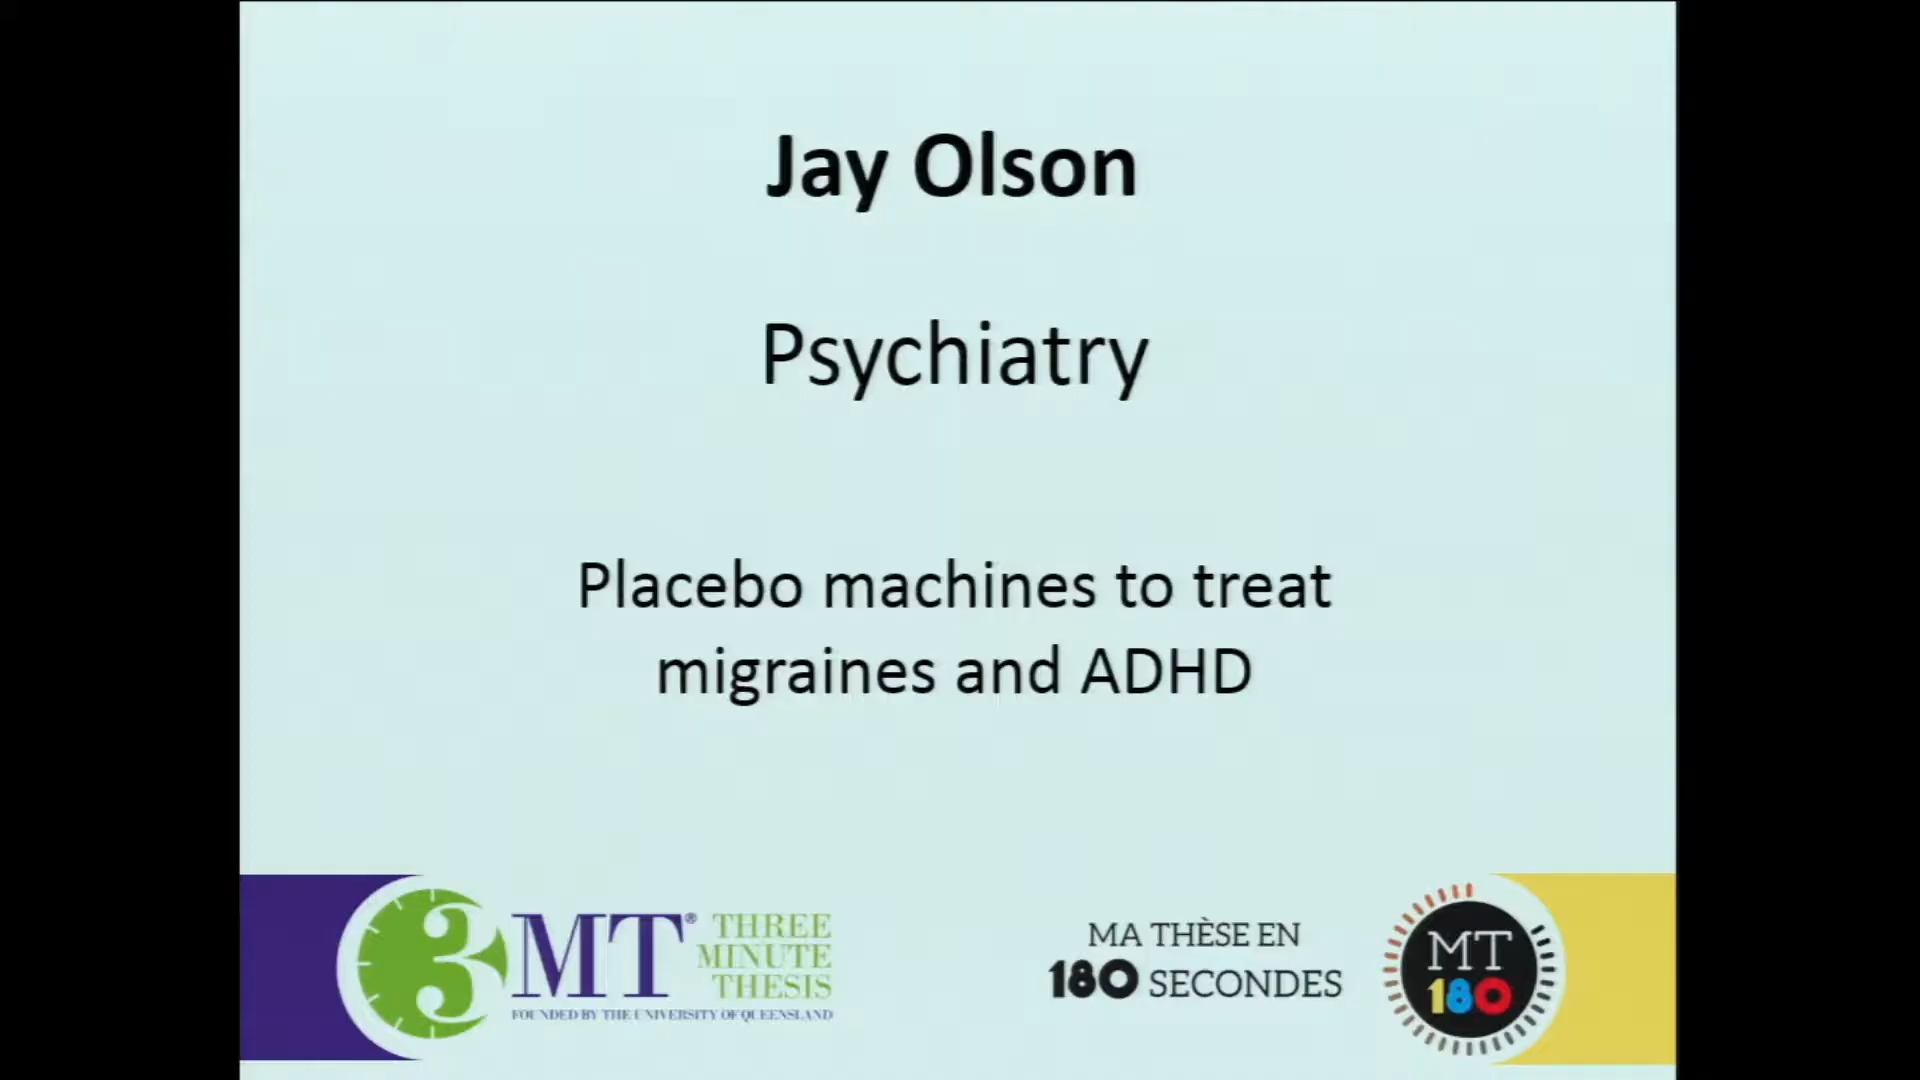 Jay Olson
Psychiatry
Placebo machines to treat
migraines and ADHD
3MT® THREE
MINUTE
THESIS
FOUNDED BY THE UNIVERSITY OF QUEENSLAND
MA THÈSE EN
180 SECONDES
MT
180